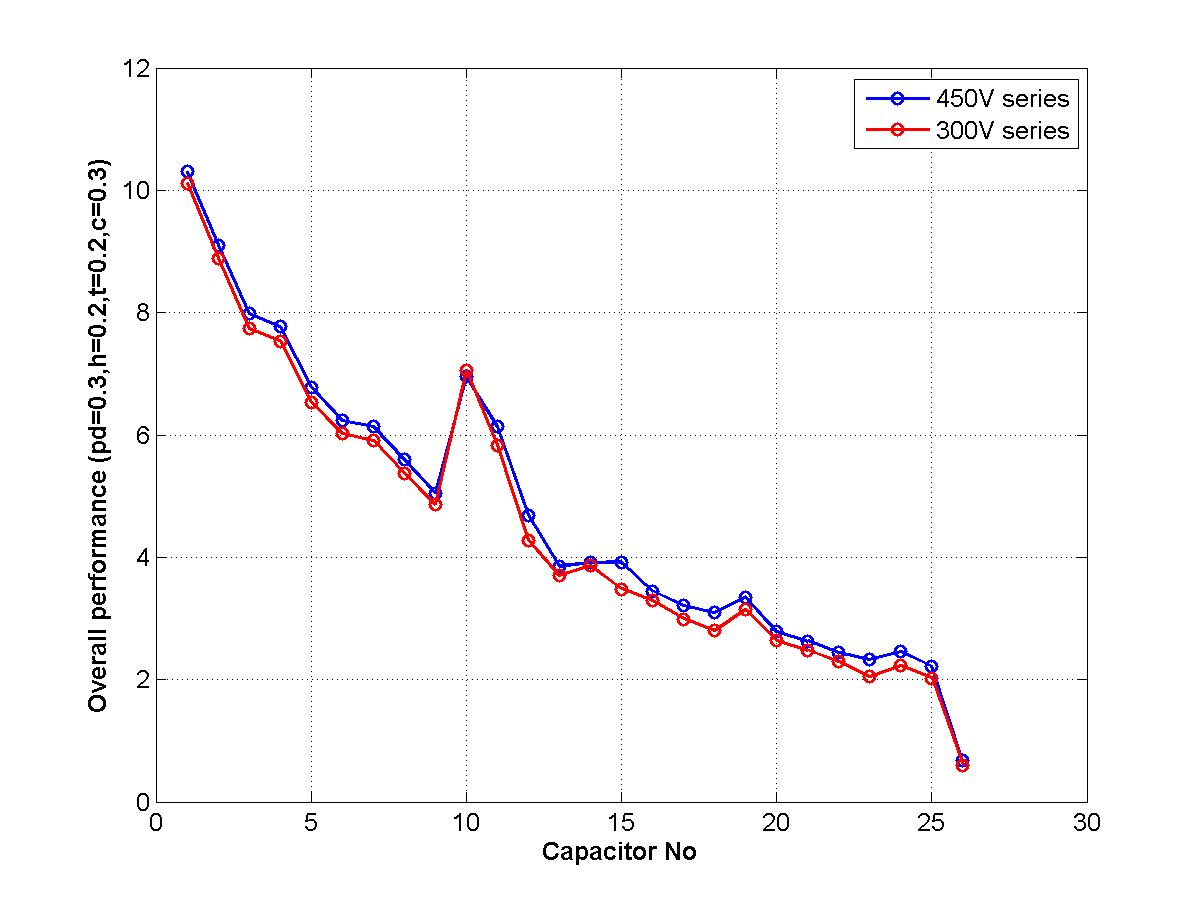 450V series
300V series
12
10
8
6
4
2
0
0 5 10 15 20 25 30
Capacitor No
Overall performance (pd=0.3,h=0.2,t=0.2,c=0.3)